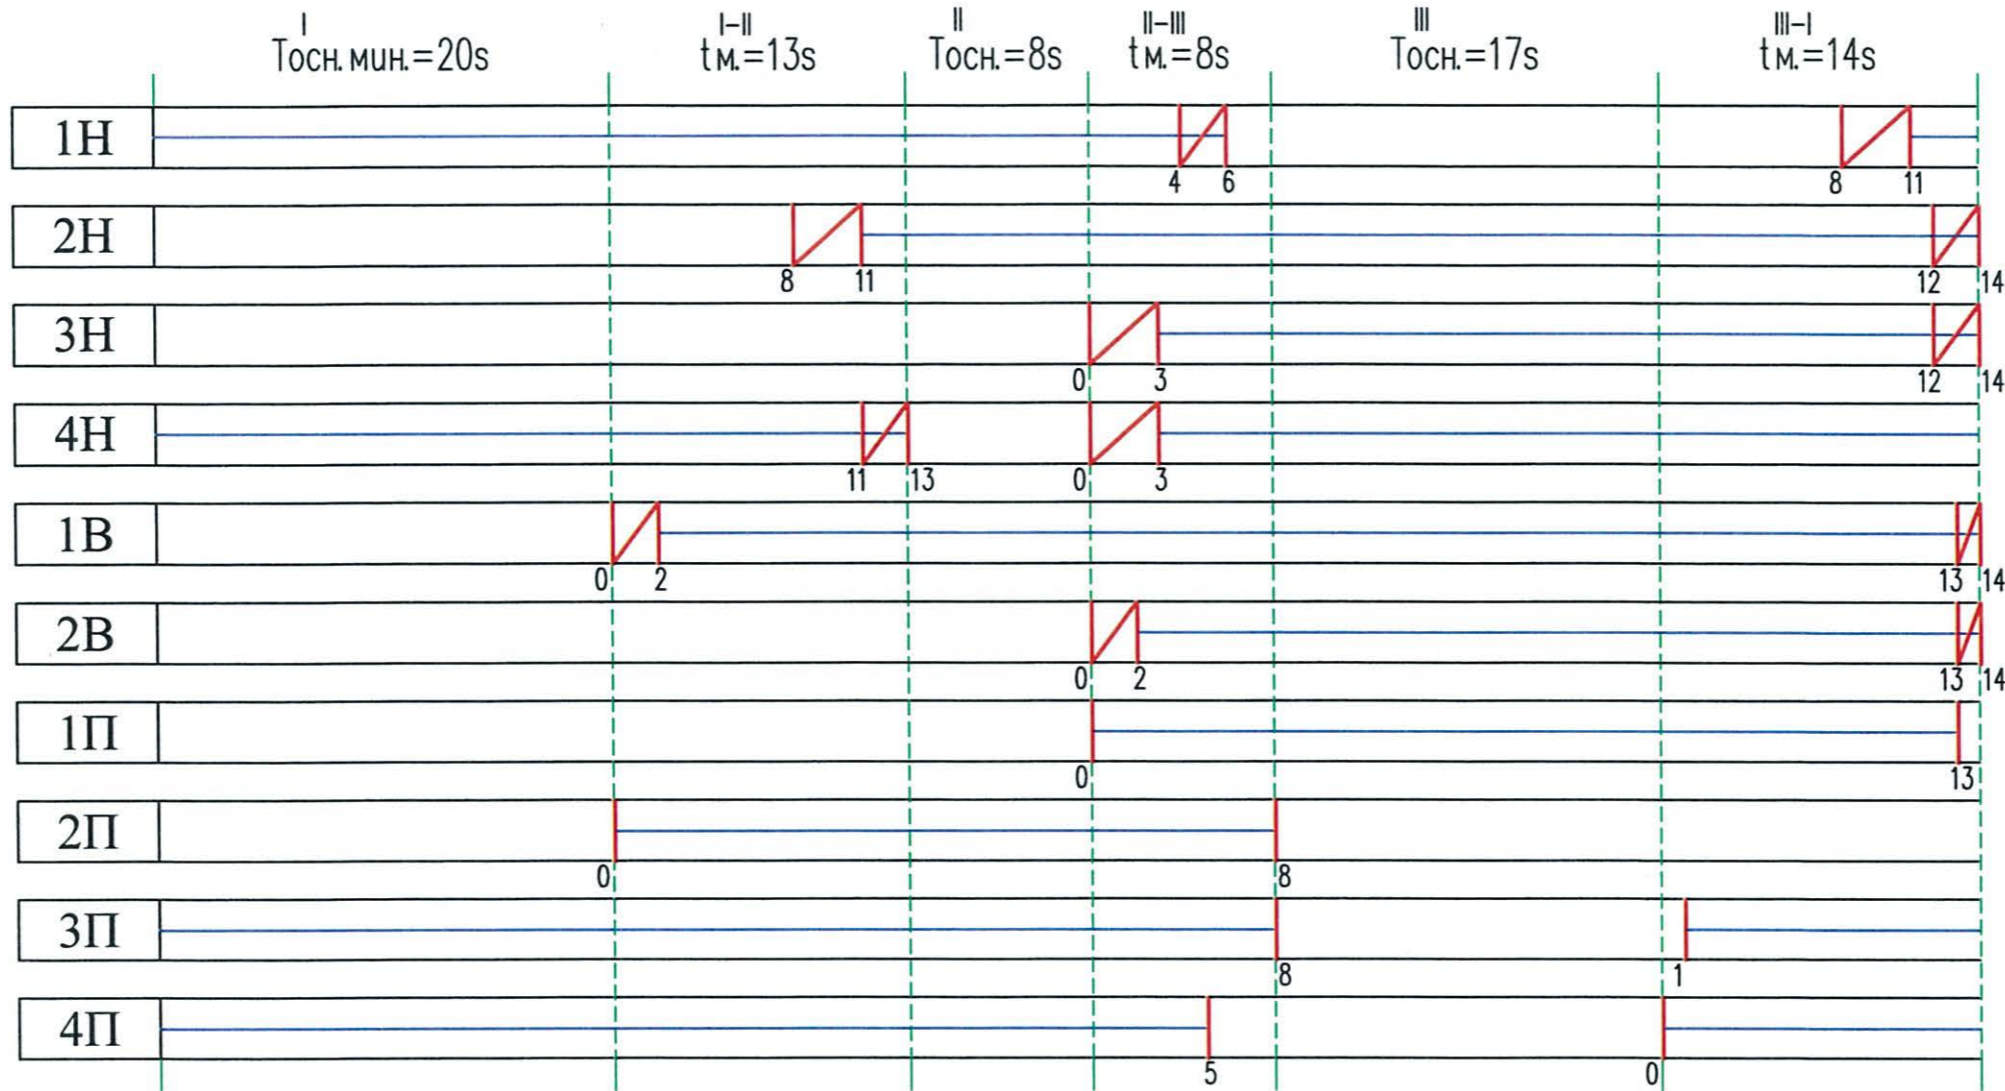 I I-II II II-III III III-I
Тосн. мин.=20s tм.=13s Тосн.=8s tм.=8s Тосн.=17s tм.=14s
1Н
4 6 8 11
2Н
8 11 12 14
3Н
0 3 12 14
4Н
11 13 0 3
1В
0 2 13 14
2В
0 2 13 14
1П
0 13
2П
0 8
3П
8 1
4П
5 0